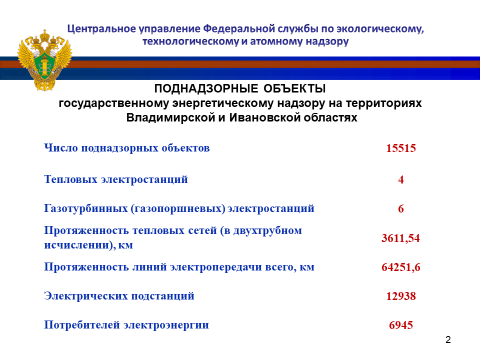 Центральное управление Федеральной службы по экологическому,
технологическому и атомному надзору
ПОДНАДЗОРНЫЕ ОБЪЕКТЫ
государственному энергетическому надзору на территориях
Владимирской и Ивановской областях
Число поднадзорных объектов 15515
Тепловых электростанций 4
Газотурбинных (газопоршневых) электростанций 6
Протяженность тепловых сетей (в двухтрубном
исчислении), км 3611,54
Протяженность линий электропередачи всего, км 64251,6
Электрических подстанций 12938
Потребителей электроэнергии 6945
2